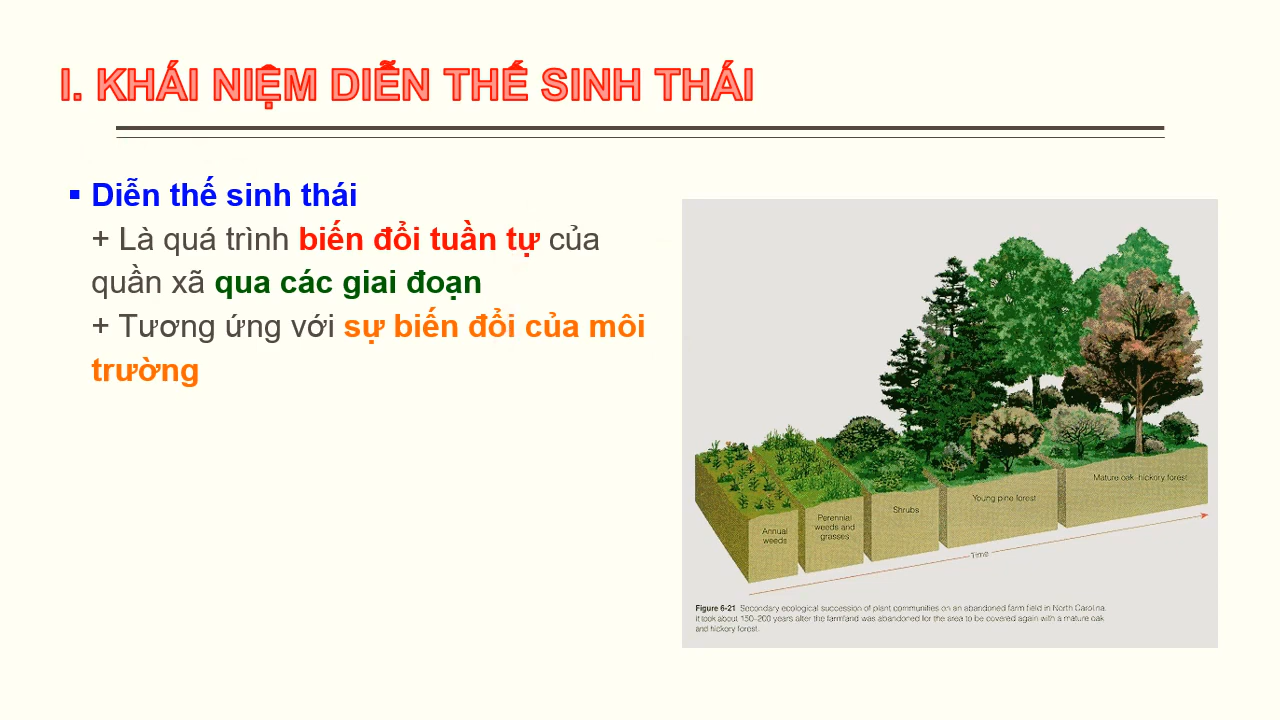 I. KHÁI NIỆM DIỄN THẾ SINH THÁI
▪ Diễn thế sinh thái
+ Là quá trình biến đổi tuần tự của
quần xã qua các giai đoạn
+ Tương ứng với sự biến đổi của môi
trường
Annual
weeds
Perennial
weeds and
grasses
Shrubs
Young pine forest
Mature oak-hickory forest
Time
Figure 6-21 Secondary ecological succession of plant communities on an abandoned farm field in North Carolina.
It took about 150–200 years after the farmland was abandoned for the area to be covered again with a mature oak
and hickory forest.